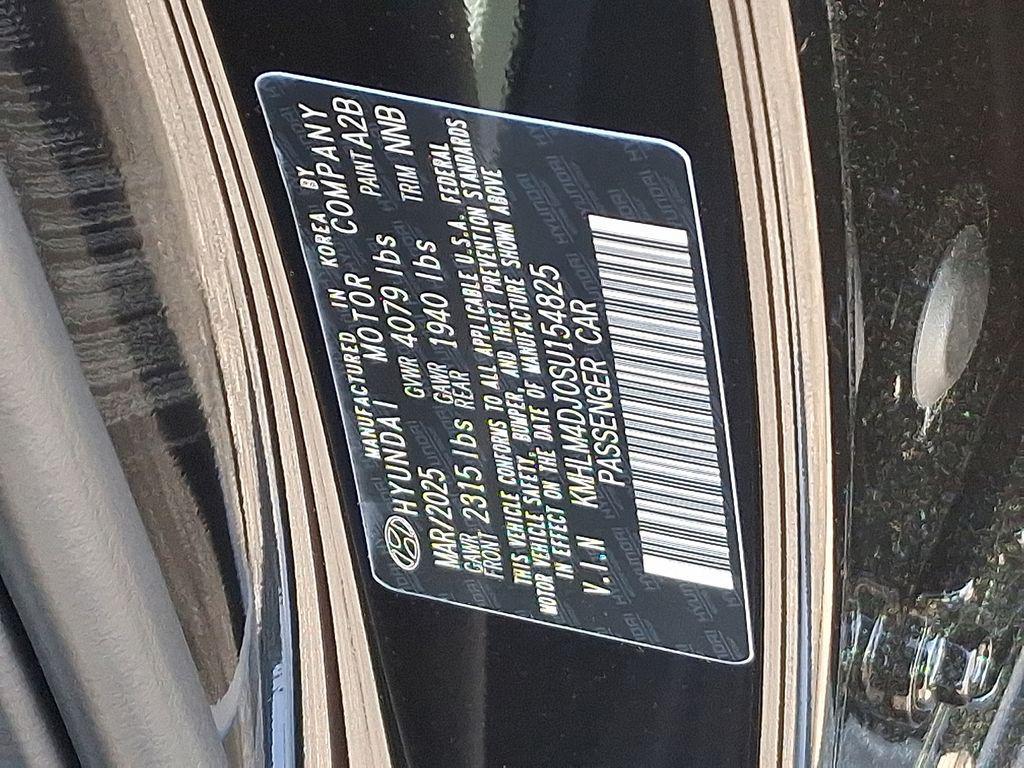 MANUFACTURED IN KOREA BY
HYUNDAI MOTOR COMPANY
MAR/2025 GVWR 4079 lbs PAINT A2B
GAWR FRONT 2315 lbs GAWR REAR 1940 lbs TRIM NNB
THIS VEHICLE CONFORMS TO ALL APPLICABLE U.S.A. FEDERAL
MOTOR VEHICLE SAFETY, BUMPER, AND THEFT PREVENTION STANDARDS
IN EFFECT ON THE DATE OF MANUFACTURE SHOWN ABOVE
V.I.N KMHLM4DJ0SU154825
PASSENGER CAR